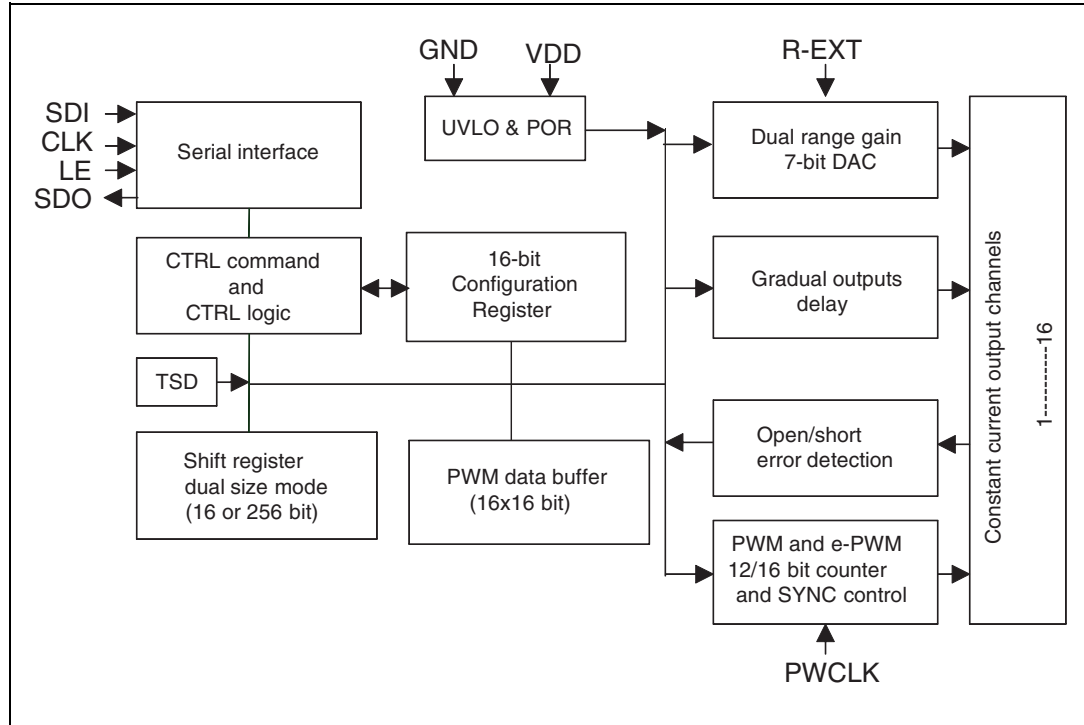 GND
VDD
R-EXT
SDI
CLK
LE
SDO
Serial interface
UVLO & POR
Dual range gain
7-bit DAC
CTRL command
and
CTRL logic
16-bit
Configuration
Register
Gradual outputs
delay
TSD
Shift register
dual size mode
(16 or 256 bit)
PWM data buffer
(16x16 bit)
Open/short
error detection
PWM and e-PWM
12/16 bit counter
and SYNC control
PWCLK
Constant current output channels
1-----------16